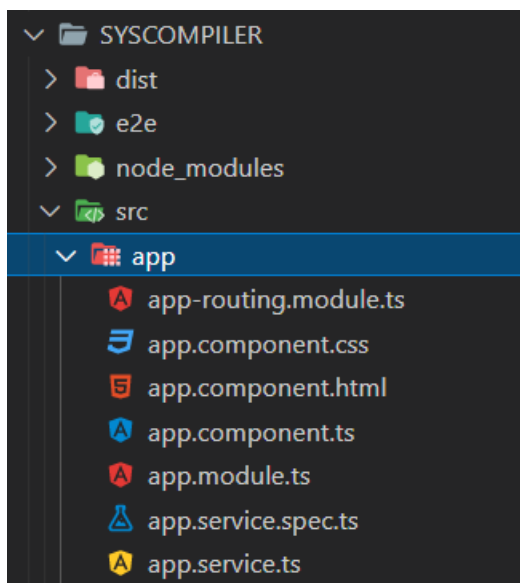 SYSCOMPILER
dist
e2e
node_modules
src
app
app-routing.module.ts
app.component.css
app.component.html
app.component.ts
app.module.ts
app.service.spec.ts
app.service.ts